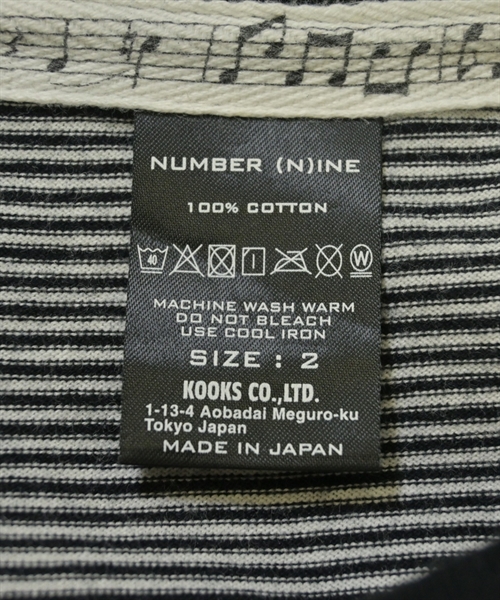 NUMBER (N)INE
100% COTTON
40
W
MACHINE WASH WARM
DO NOT BLEACH
USE COOL IRON
SIZE : 2
KOOKS CO.,LTD.
1-13-4 Aobadai Meguro-ku
Tokyo Japan
MADE IN JAPAN